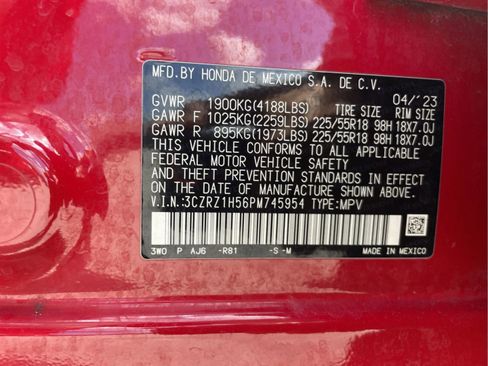 MFD.BY HONDA DE MEXICO S.A. DE C.V.
04/'23
GVWR 1900KG(4188LBS) TIRE SIZE RIM SIZE
GAWR F 1025KG(2259LBS) 225/55R18 98H 18X7.0J
GAWR R 895KG(1973LBS) 225/55R18 98H 18X7.0J
THIS VEHICLE CONFORMS TO ALL APPLICABLE
FEDERAL MOTOR VEHICLE SAFETY
AND THEFT PREVENTION STANDARDS IN EFFECT
ON THE DATE OF MANUFACTURE SHOWN ABOVE.
V.I.N:3CZRZ1H56PM745954 TYPE:MPV
3W0 P AJ6 -R81 -S -M MADE IN MEXICO